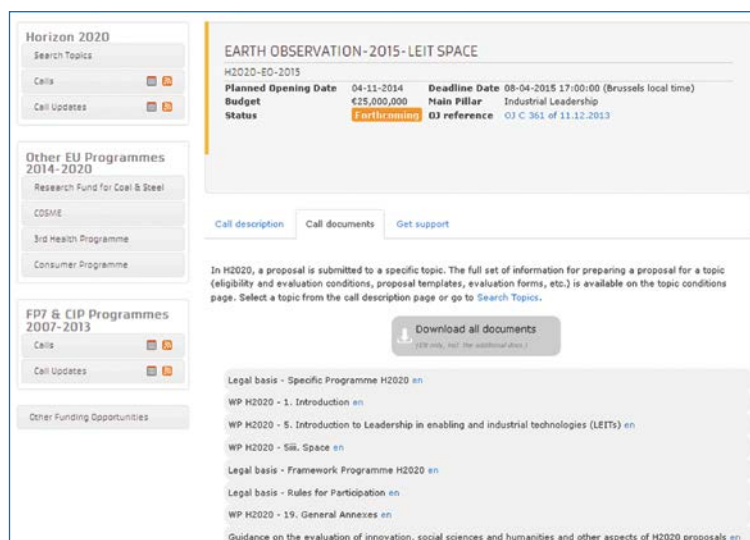 Horizon 2020
Search Topics
Calls
Call Updates
Other EU Programmes
2014-2020
Research Fund for Coal & Steel
COSME
3rd Health Programme
Consumer Programme
FP7 & CIP Programmes
2007-2013
Calls
Call Updates
Other Funding Opportunities
EARTH OBSERVATION-2015-LEIT SPACE
H2020-EO-2015
Planned Opening Date 04-11-2014 Deadline Date 08-04-2015 17:00:00 (Brussels local time)
Budget €25,000,000 Main Pillar Industrial Leadership
Status Forthcoming OJ reference OJ C 361 of 11.12.2013
Call description Call documents Get support
In H2020, a proposal is submitted to a specific topic. The full set of information for preparing a proposal for a topic
(eligibility and evaluation conditions, proposal templates, evaluation forms, etc.) is available on the topic conditions
page. Select a topic from the call description page or go to Search Topics.
Download all documents
(EN only, incl. the additional docs.)
Legal basis - Specific Programme H2020 en
WP H2020 - 1. Introduction en
WP H2020 - 5. Introduction to Leadership in enabling and industrial technologies (LEITs) en
WP H2020 - 5iii. Space en
Legal basis - Framework Programme H2020 en
Legal basis - Rules for Participation en
WP H2020 - 19. General Annexes en
Guidance on the evaluation of innovation, social sciences and humanities and other aspects of H2020 proposals en